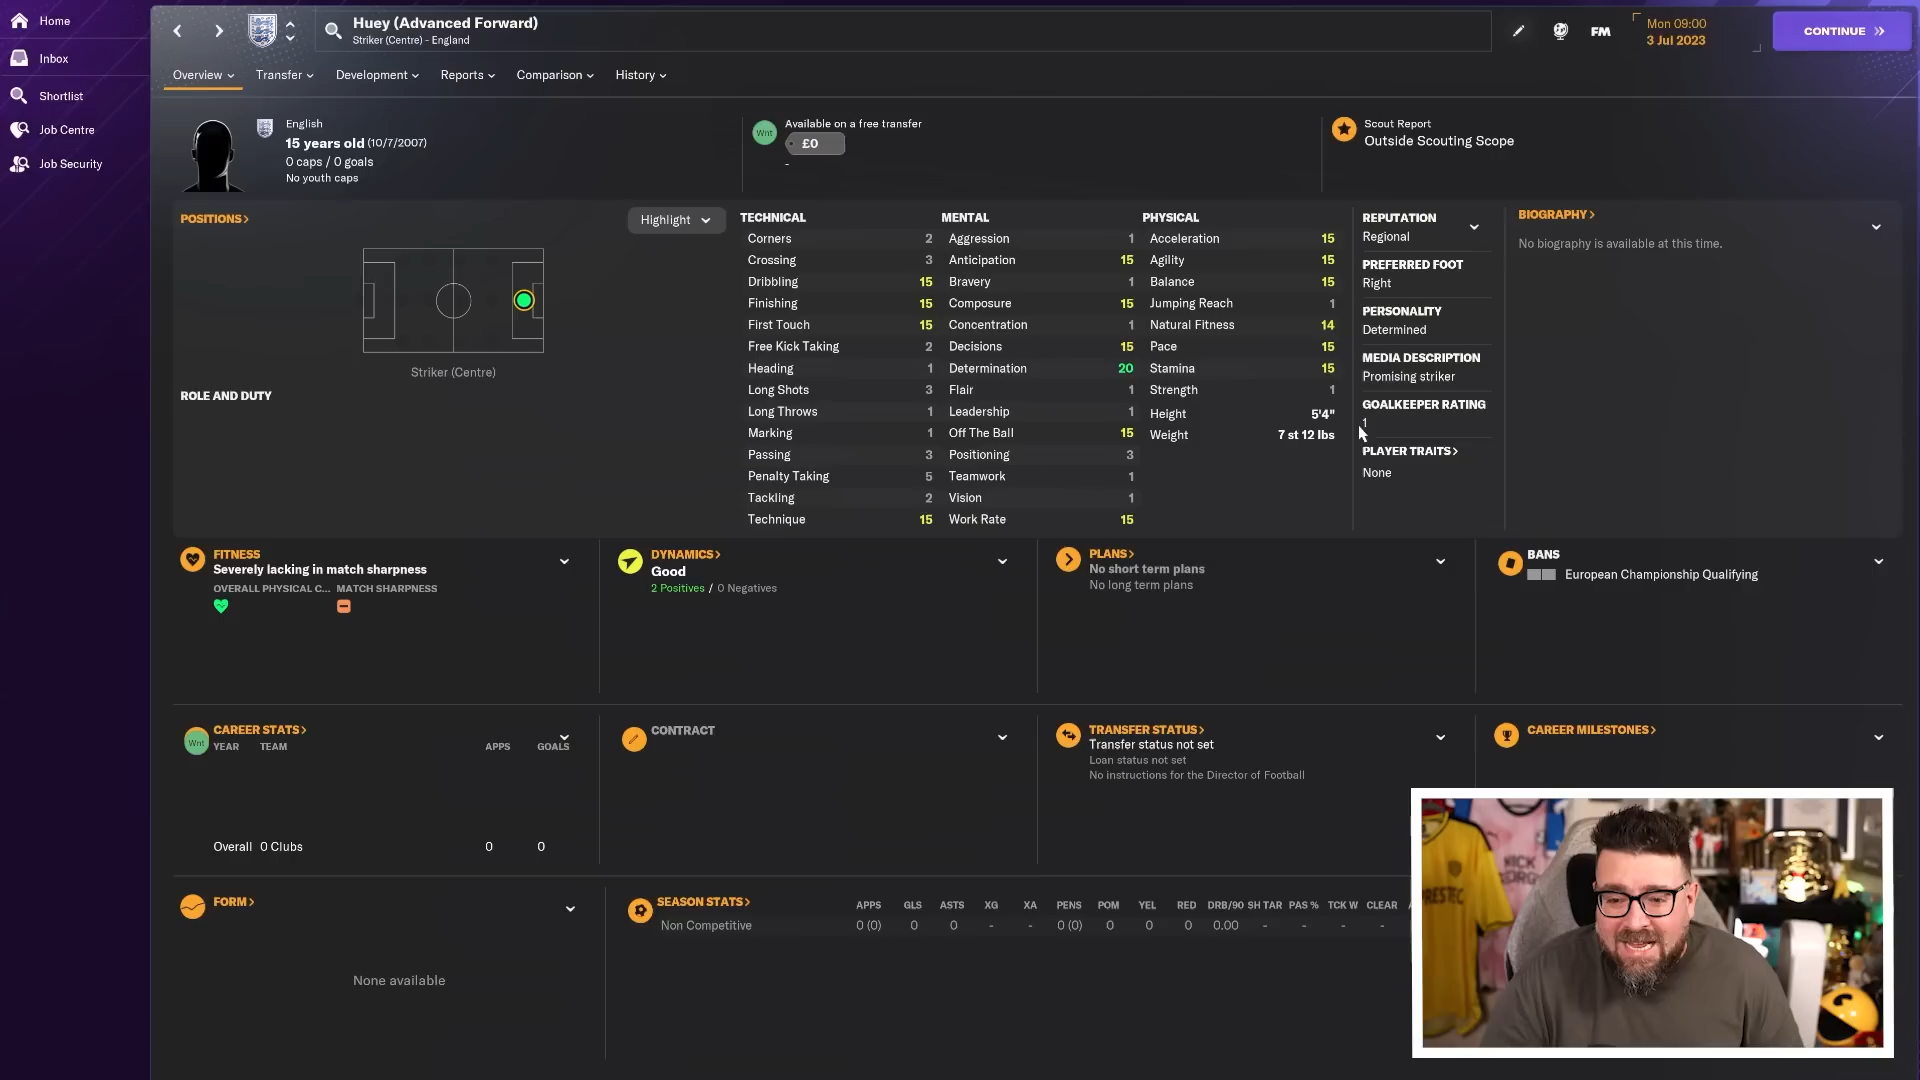 Home
Inbox
Shortlist
Job Centre
Job Security
Huey (Advanced Forward)
Striker (Centre) - England
FM
Mon 09:00
3 Jul 2023
CONTINUE
Overview
Transfer
Development
Reports
Comparison
History
English
15 years old (10/7/2007)
0 caps / 0 goals
No youth caps
Wnt
Available on a free transfer
£0
-
Scout Report
Outside Scouting Scope
POSITIONS>
Highlight
Striker (Centre)
ROLE AND DUTY
TECHNICAL
Corners 2
Crossing 3
Dribbling 15
Finishing 15
First Touch 15
Free Kick Taking 2
Heading 1
Long Shots 3
Long Throws 1
Marking 1
Passing 3
Penalty Taking 5
Tackling 2
Technique 15
MENTAL
Aggression 1
Anticipation 15
Bravery 1
Composure 15
Concentration 1
Decisions 15
Determination 20
Flair 1
Leadership 1
Off The Ball 15
Positioning 3
Teamwork 1
Vision 1
Work Rate 15
PHYSICAL
Acceleration 15
Agility 15
Balance 15
Jumping Reach 1
Natural Fitness 14
Pace 15
Stamina 15
Strength 1
Height 5'4"
Weight 7 st 12 lbs
REPUTATION
Regional
PREFERRED FOOT
Right
PERSONALITY
Determined
MEDIA DESCRIPTION
Promising striker
GOALKEEPER RATING
1
PLAYER TRAITS>
None
BIOGRAPHY>
No biography is available at this time.
FITNESS
Severely lacking in match sharpness
OVERALL PHYSICAL C... MATCH SHARPNESS
DYNAMICS>
Good
2 Positives / 0 Negatives
PLANS>
No short term plans
No long term plans
BANS
European Championship Qualifying
CAREER STATS>
Wnt YEAR TEAM APPS GOALS
Overall 0 Clubs 0 0
CONTRACT
TRANSFER STATUS>
Transfer status not set
Loan status not set
No instructions for the Director of Football
CAREER MILESTONES>
FORM>
None available
SEASON STATS> APPS GLS ASTS XG XA PENS POM YEL RED DRB/90 SH TAR PAS % TCK W CLEAR
Non Competitive 0 (0) 0 0 - - 0 (0) 0 0 0 0.00 - - - -